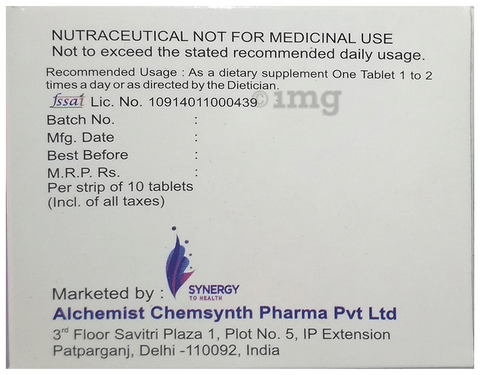 NUTRACEUTICAL NOT FOR MEDICINAL USE
Not to exceed the stated recommended daily usage.
Recommended Usage : As a dietary supplement One Tablet 1 to 2
times a day or as directed by the Dietician.
fssai Lic. No. 10914011000439
©img
Batch No. :
Mfg. Date :
Best Before :
M.R.P. Rs. :
Per strip of 10 tablets
(Incl. of all taxes)
Marketed by :
SYNERGY
TO HEALTH
Alchemist Chemsynth Pharma Pvt Ltd
3rd Floor Savitri Plaza 1, Plot No. 5, IP Extension
Patparganj, Delhi -110092, India